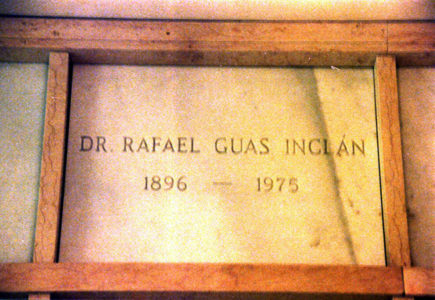 DR. RAFAEL GUAS INCLÁN
1896 — 1975